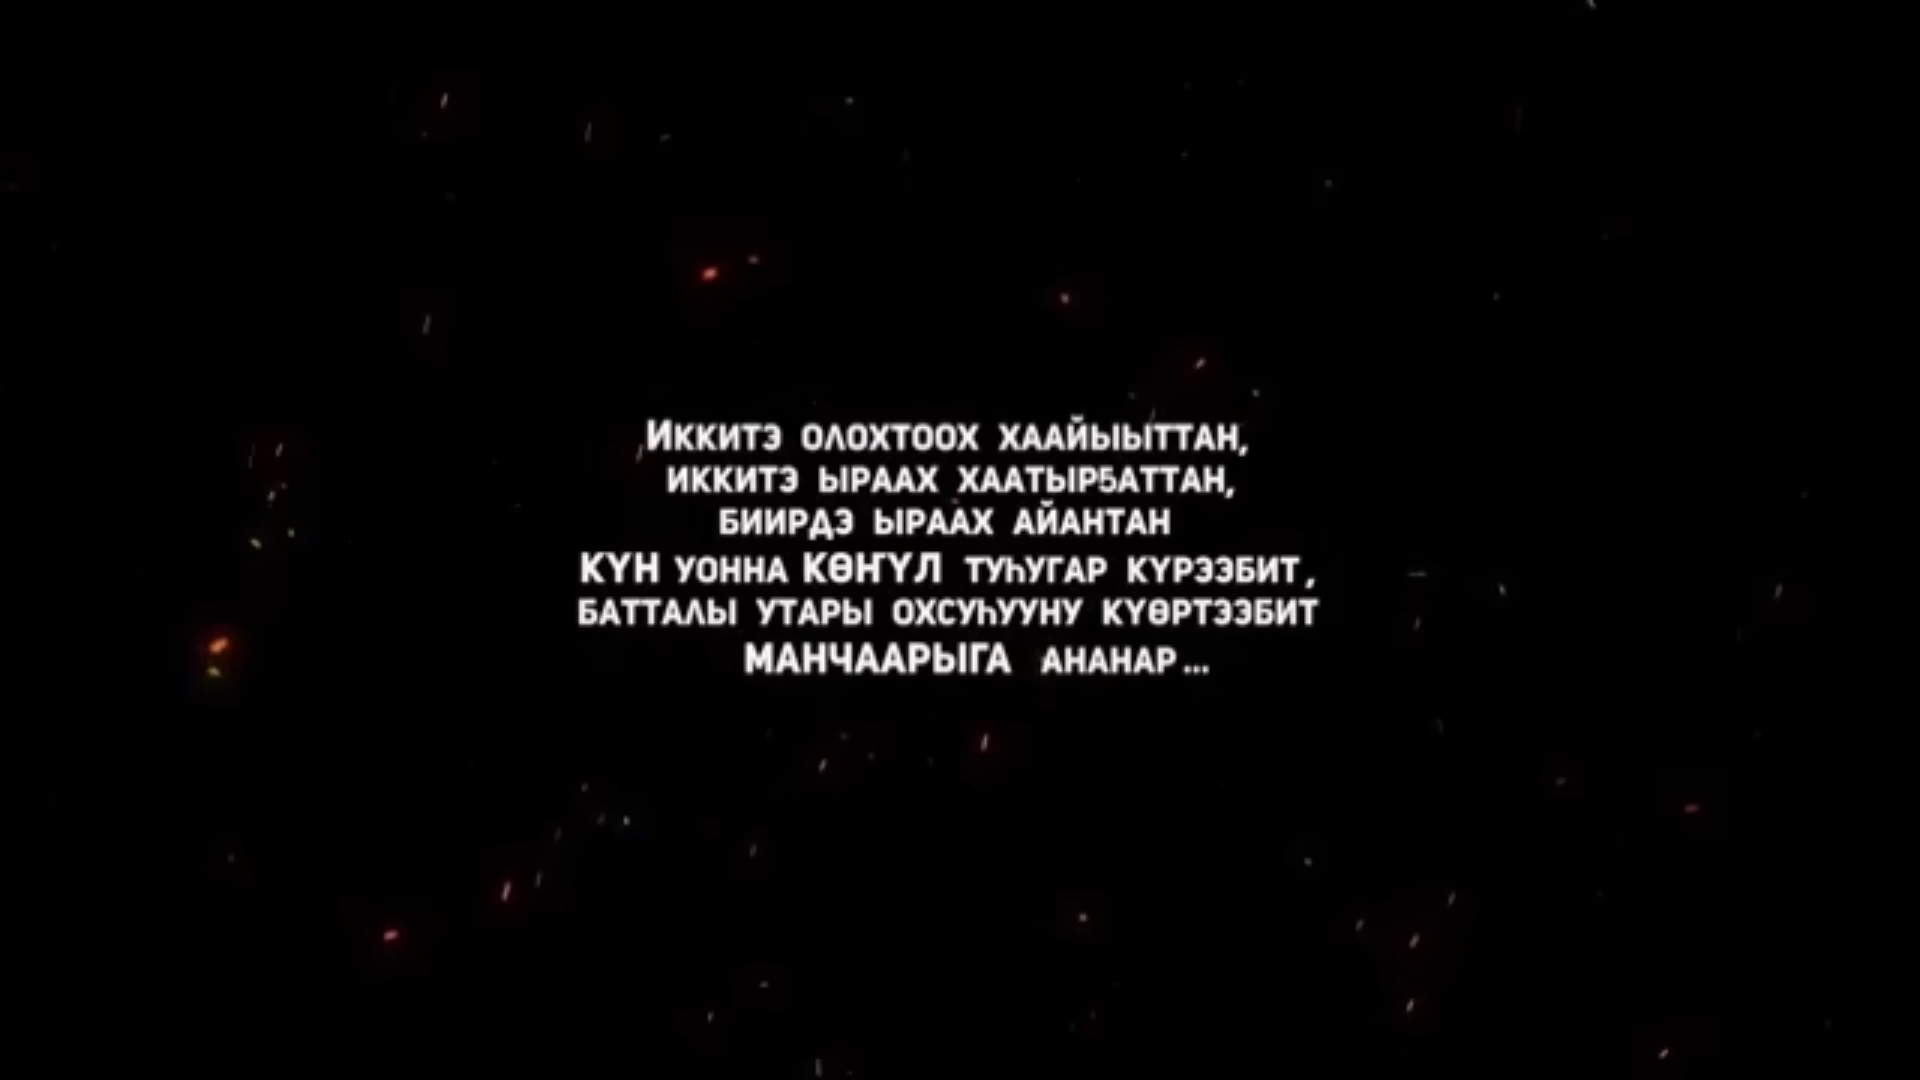 Иккитэ олохтоох хаайыыттан,
иккитэ ыраах хаатырҕаттан,
биирдэ ыраах айантан
КҮН уонна КӨҤҮЛ туһугар күрээбит,
батталы утары охсуһууну күөртээбит
МАНЧААРЫГА ананар...